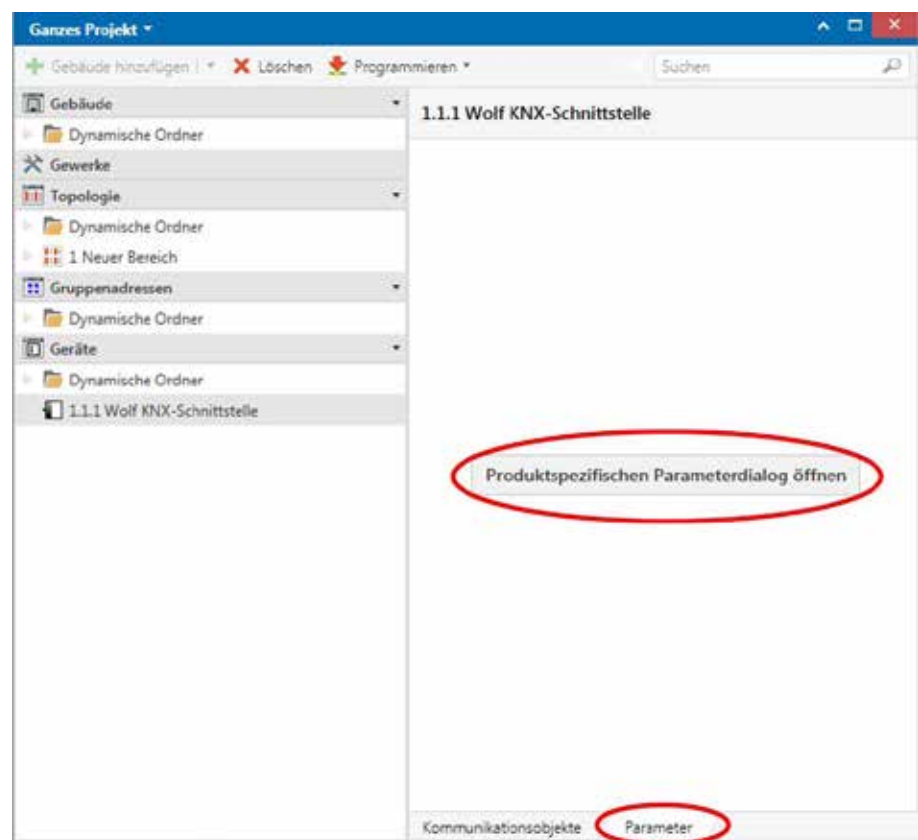 Ganzes Projekt
Gebäude hinzufügen
Löschen
Programmieren
Suchen
Gebäude
Dynamische Ordner
Gewerke
Topologie
Dynamische Ordner
1 Neuer Bereich
Gruppenadressen
Dynamische Ordner
Geräte
Dynamische Ordner
1.1.1 Wolf KNX-Schnittstelle
1.1.1 Wolf KNX-Schnittstelle
Produktspezifischen Parameterdialog öffnen
Kommunikationsobjekte
Parameter